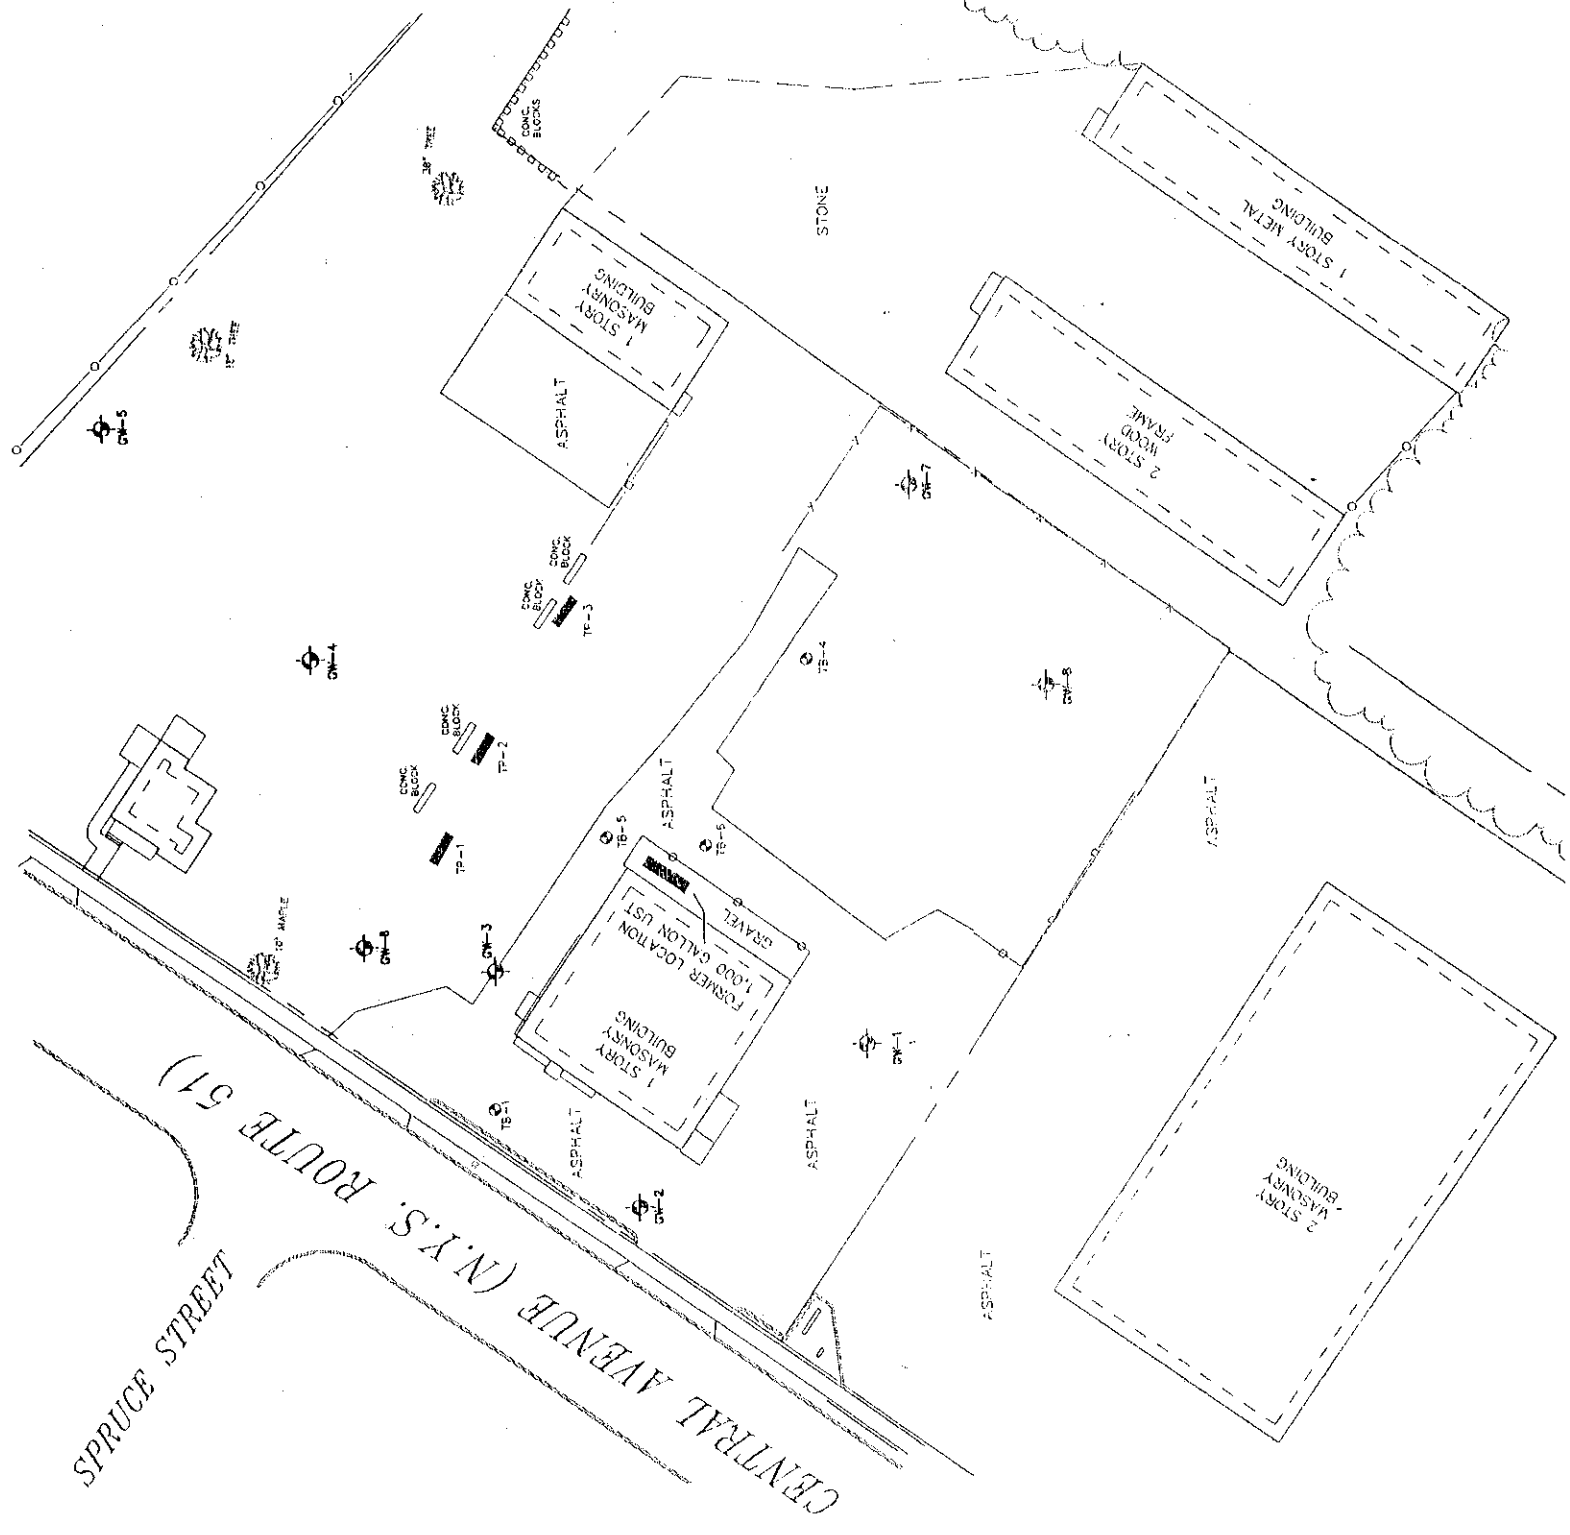 CONC.
BLOCKS
STONE
1 STORY METAL
BUILDING
1 STORY
MASONRY
BUILDING
ASPHALT
GW-5
2 STORY
WOOD
FRAME
GW-7
CONC.
BLOCK
CONC.
BLOCK
TP-3
GW-4
TB-4
GW-8
CONC.
BLOCK
TP-2
CONC.
BLOCK
TP-1
ASPHALT
TB-5
TB-6
ASPHALT
10" MAPLE
GW-6
GW-3
GRAVEL
FORMER LOCATION
1,000 GALLON UST
1 STORY
MASONRY
BUILDING
GW-1
TB-1
ASPHALT
ASPHALT
GW-2
2 STORY
MASONRY
BUILDING
ASPHALT
SPRUCE STREET
CENTRAL AVENUE (N.Y.S. ROUTE 51)